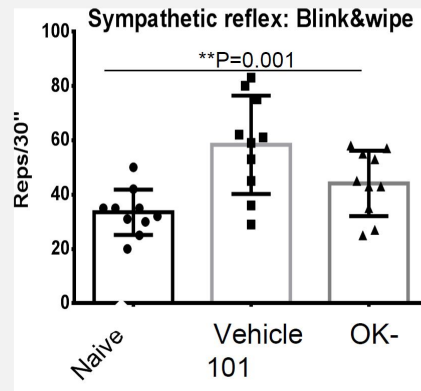 Sympathetic reflex: Blink&wipe
**P=0.001
Reps/30"
100
80
60
40
20
0
Naive
Vehicle OK-
101